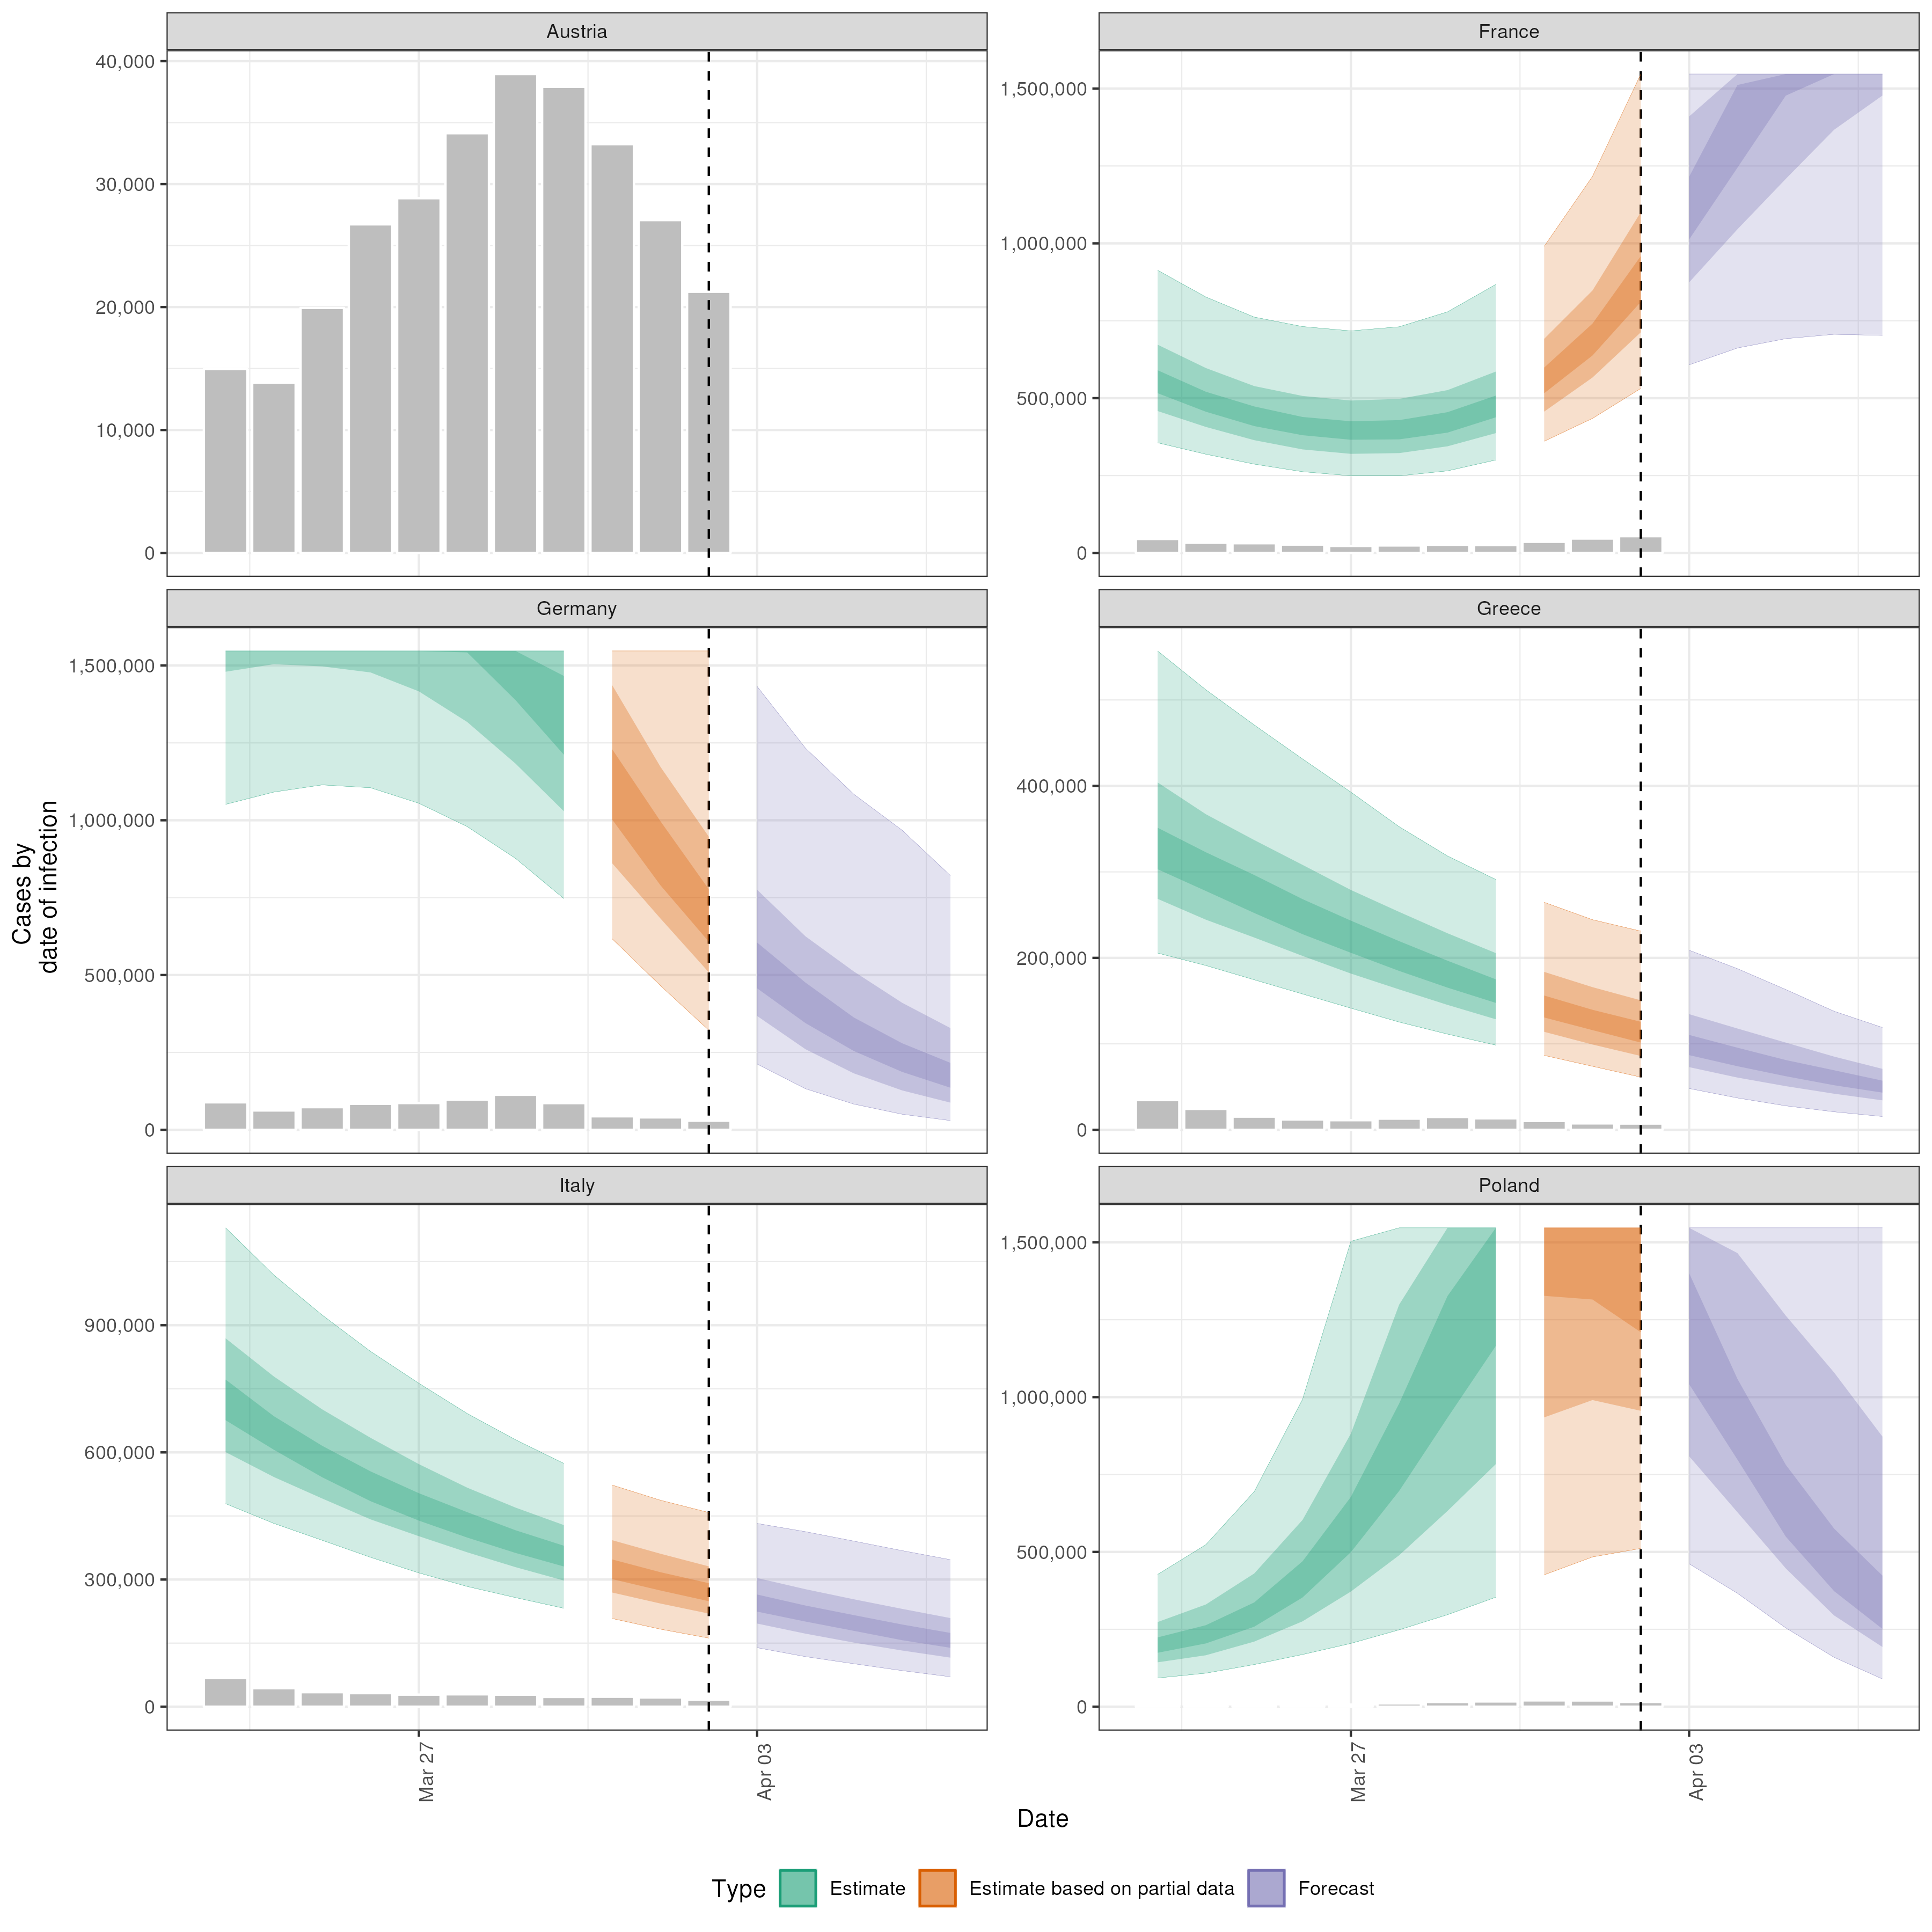 Austria
France
40,000
30,000
20,000
10,000
0
1,500,000
1,000,000
500,000
0
Germany
Greece
1,500,000
1,000,000
500,000
0
400,000
200,000
0
Italy
Poland
900,000
600,000
300,000
0
1,500,000
1,000,000
500,000
0
Cases by
date of infection
Mar 27
Apr 03
Mar 27
Apr 03
Date
Type
Estimate
Estimate based on partial data
Forecast